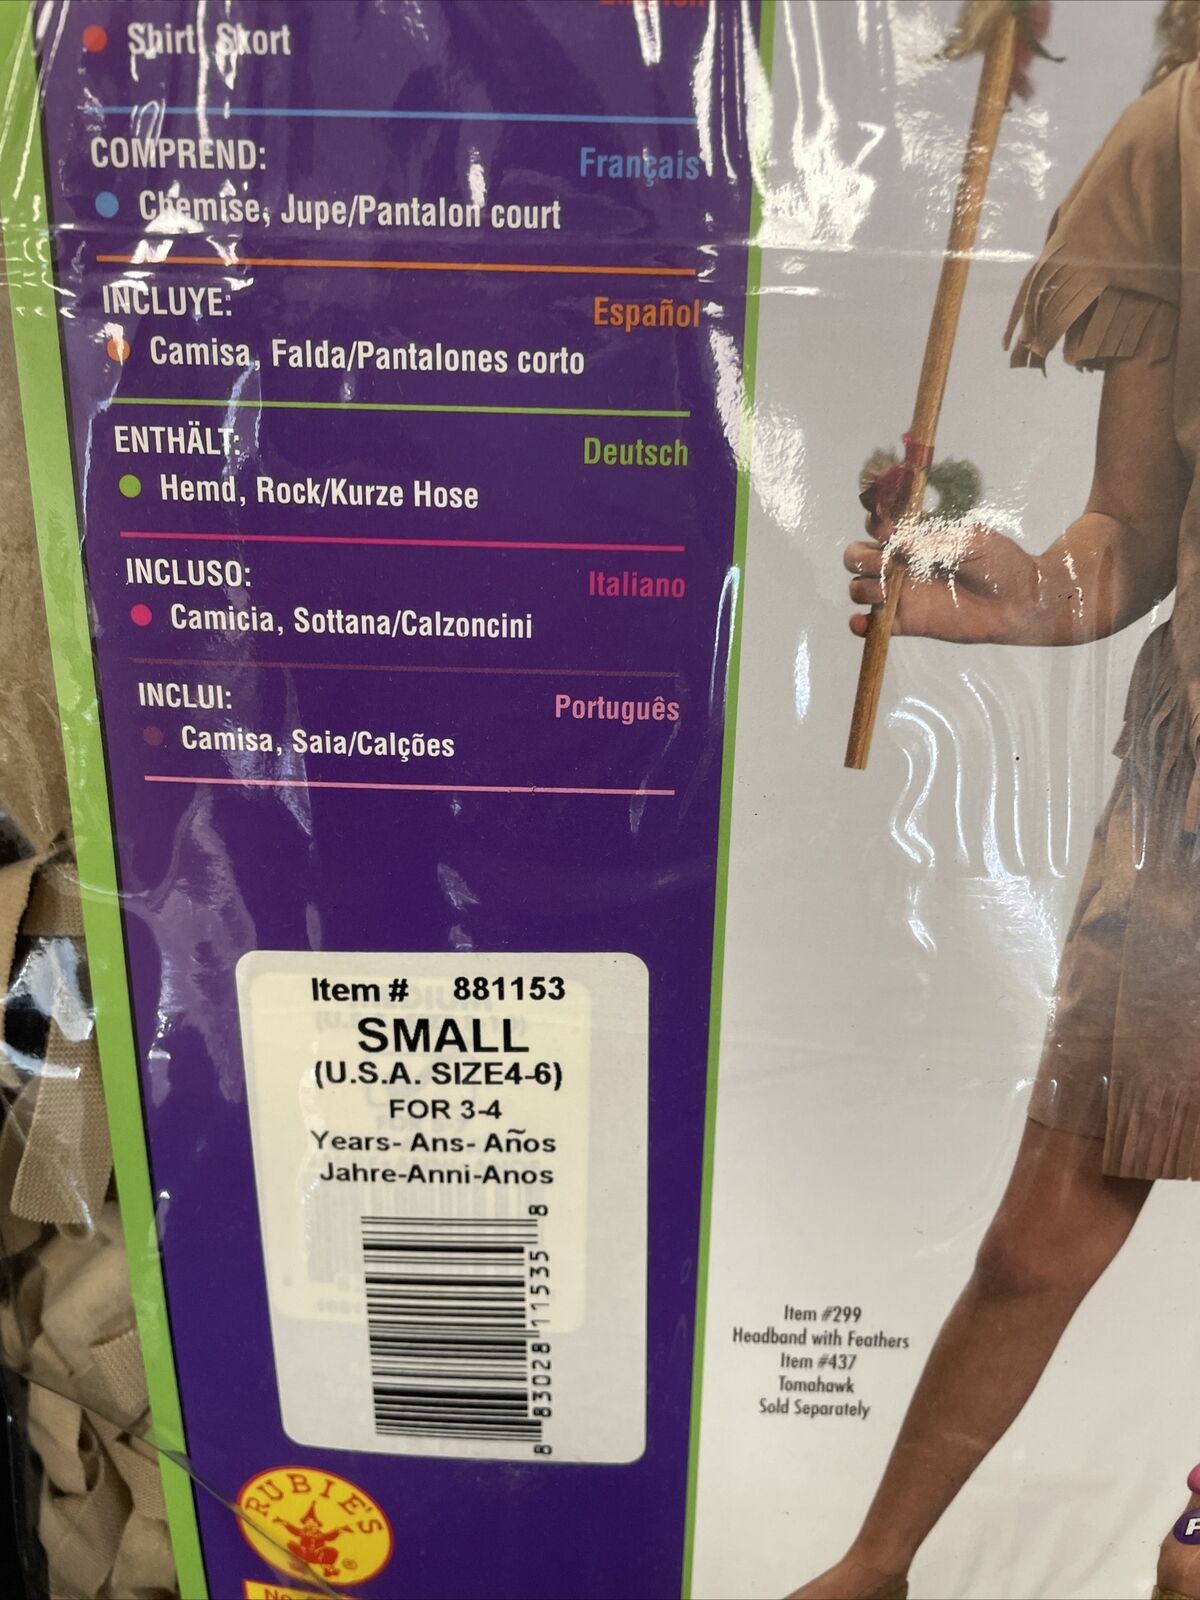 Shirt, Skort
COMPREND:
Français
Chemise, Jupe/Pantalon court
INCLUYE:
Español
Camisa, Falda/Pantalones corto
ENTHÄLT:
Deutsch
Hemd, Rock/Kurze Hose
INCLUSO:
Italiano
Camicia, Sottana/Calzoncini
INCLUI:
Português
Camisa, Saia/Calções
Item # 881153
SMALL
(U.S.A. SIZE4-6)
FOR 3-4
Years- Ans- Años
Jahre-Anni-Anos
8 83028 11535 8
RUBIE'S
®
Item #299
Headband with Feathers
Item #437
Tomahawk
Sold Separately